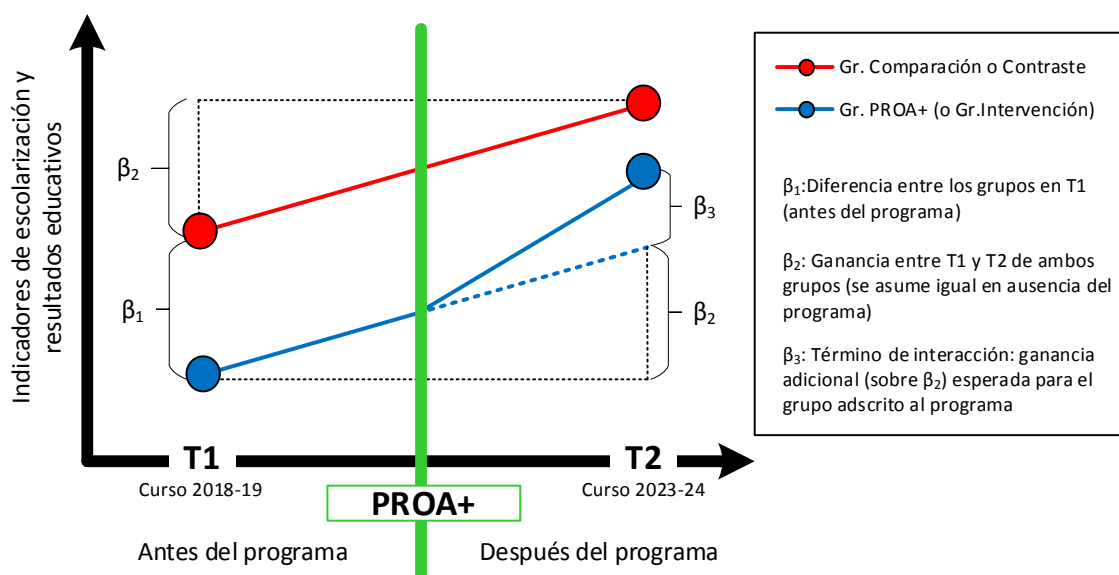 Indicadores de escolarización y
resultados educativos
β₂
β₁
β₃
β₂
T1
Curso 2018-19
T2
Curso 2023-24
PROA+
Antes del programa
Después del programa
Gr. Comparación o Contraste
Gr. PROA+ (o Gr.Intervención)
β₁:Diferencia entre los grupos en T1
(antes del programa)
β₂: Ganancia entre T1 y T2 de ambos
grupos (se asume igual en ausencia del
programa)
β₃: Término de interacción: ganancia
adicional (sobre β₂) esperada para el
grupo adscrito al programa